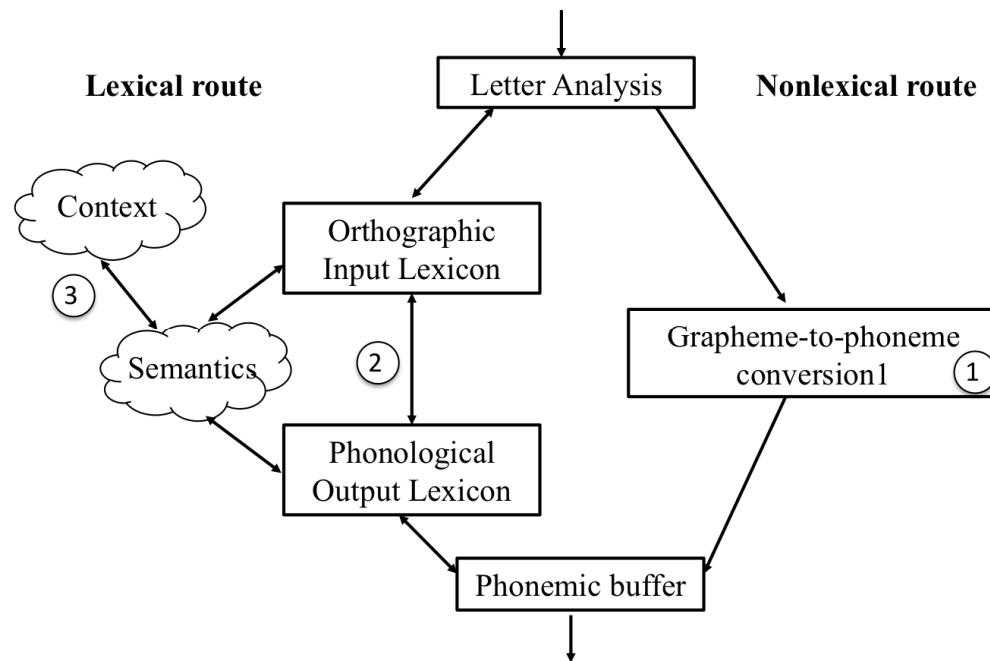 Letter Analysis
Lexical route
Nonlexical route
Context
Orthographic
Input Lexicon
3
Semantics
2
Grapheme-to-phoneme
conversion1
1
Phonological
Output Lexicon
Phonemic buffer